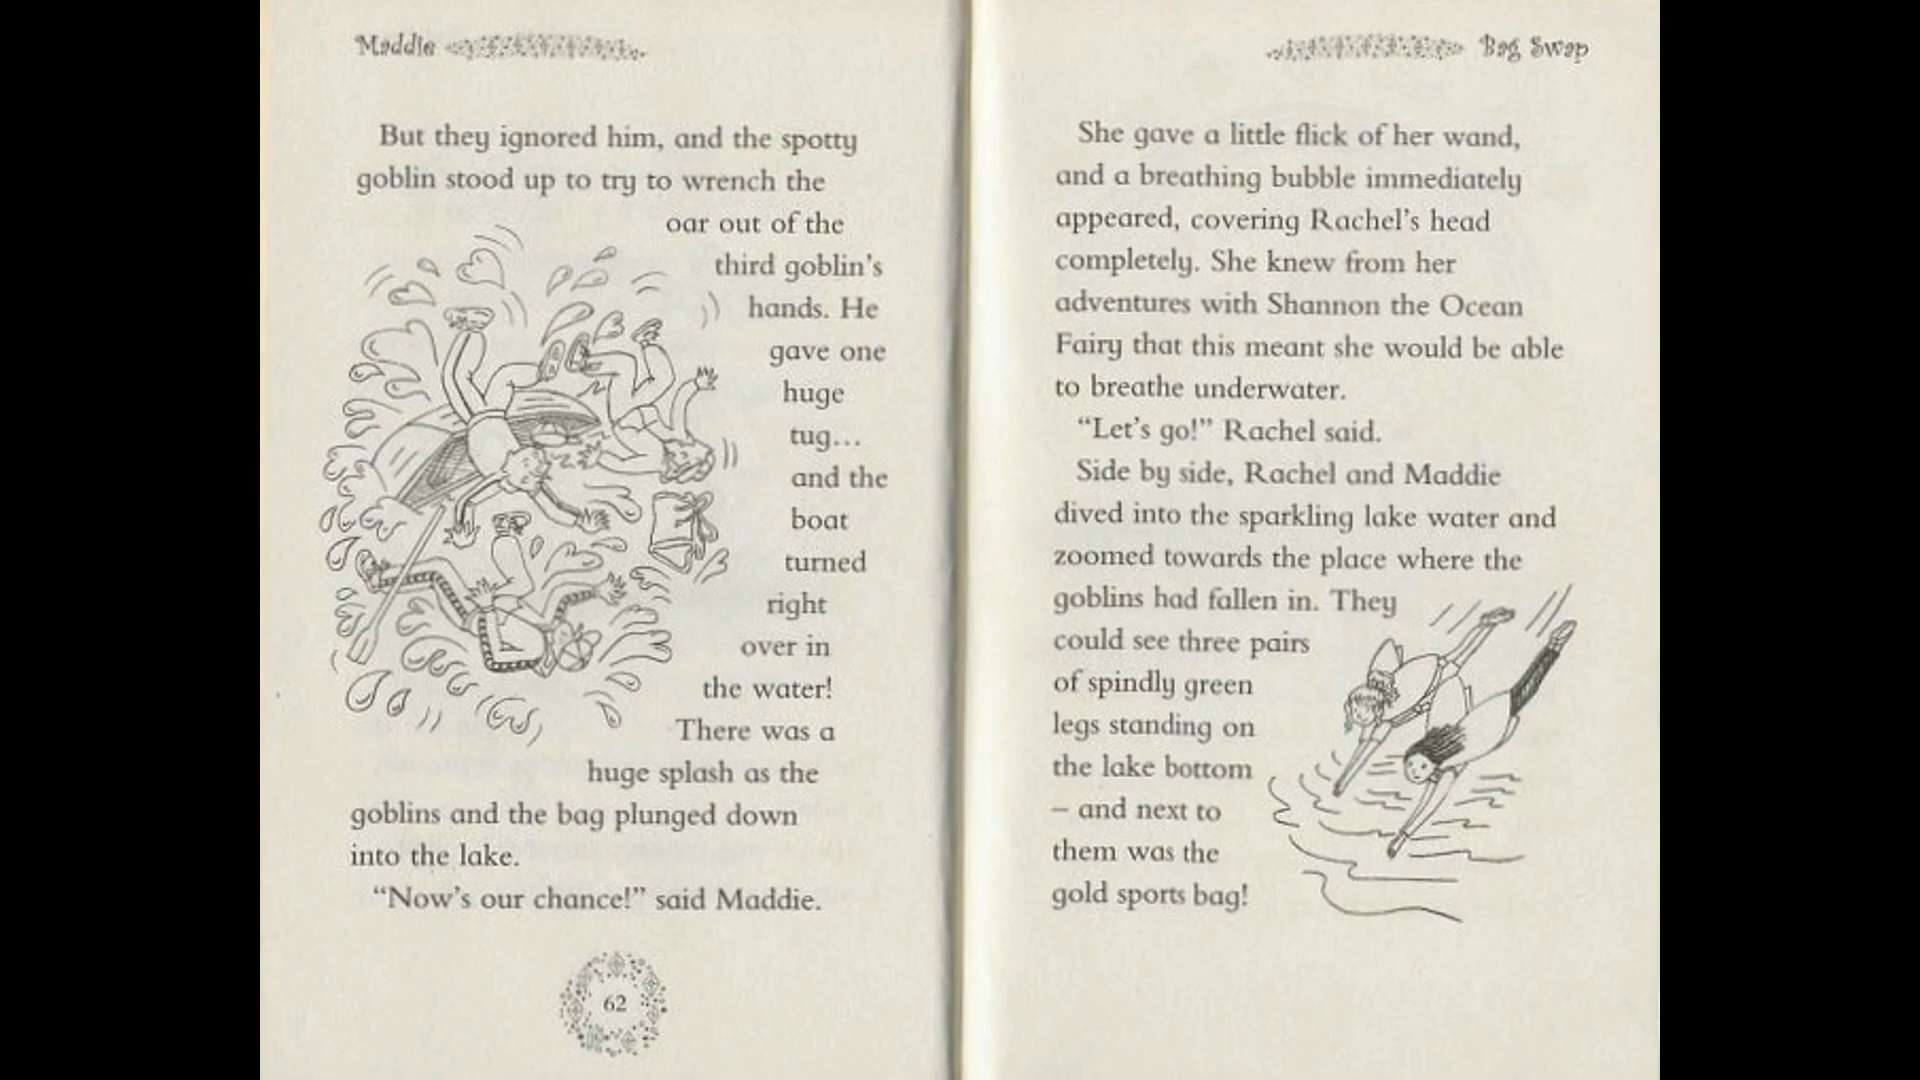 Maddie
But they ignored him, and the spotty
goblin stood up to try to wrench the
oar out of the
third goblin's
hands. He
gave one
huge
tug...
and the
boat
turned
right
over in
the water!
There was a
huge splash as the
goblins and the bag plunged down
into the lake.
“Now's our chance!” said Maddie.
62
Bag Swap
She gave a little flick of her wand,
and a breathing bubble immediately
appeared, covering Rachel's head
completely. She knew from her
adventures with Shannon the Ocean
Fairy that this meant she would be able
to breathe underwater.
“Let's go!” Rachel said.
Side by side, Rachel and Maddie
dived into the sparkling lake water and
zoomed towards the place where the
goblins had fallen in. They
could see three pairs
of spindly green
legs standing on
the lake bottom
– and next to
them was the
gold sports bag!